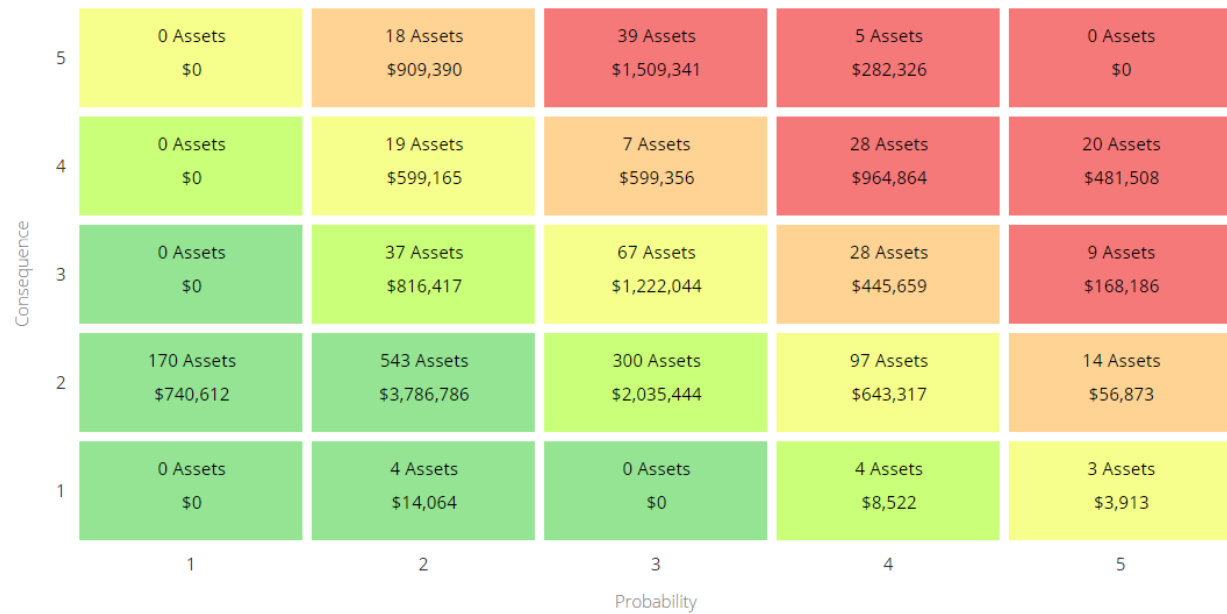 5
0 Assets
$0
18 Assets
$909,390
39 Assets
$1,509,341
5 Assets
$282,326
0 Assets
$0
4
0 Assets
$0
19 Assets
$599,165
7 Assets
$599,356
28 Assets
$964,864
20 Assets
$481,508
Consequence
3
0 Assets
$0
37 Assets
$816,417
67 Assets
$1,222,044
28 Assets
$445,659
9 Assets
$168,186
2
170 Assets
$740,612
543 Assets
$3,786,786
300 Assets
$2,035,444
97 Assets
$643,317
14 Assets
$56,873
1
0 Assets
$0
4 Assets
$14,064
0 Assets
$0
4 Assets
$8,522
3 Assets
$3,913
1
2
3
4
5
Probability